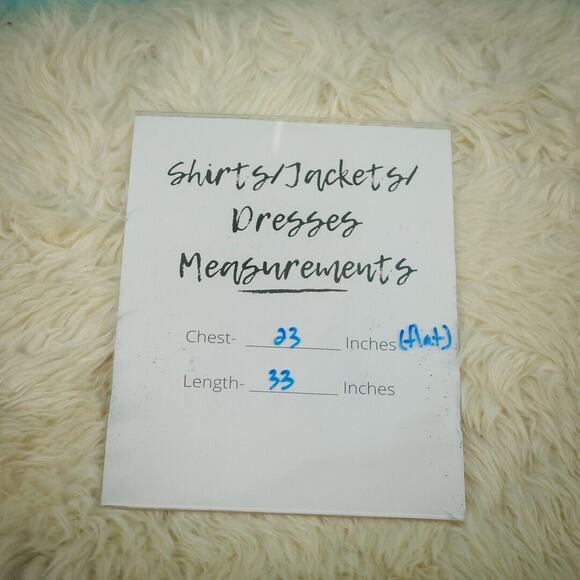 Shirts/Jackets/
Dresses
Measurements
Chest- 23 Inches (flat)
Length- 33 Inches